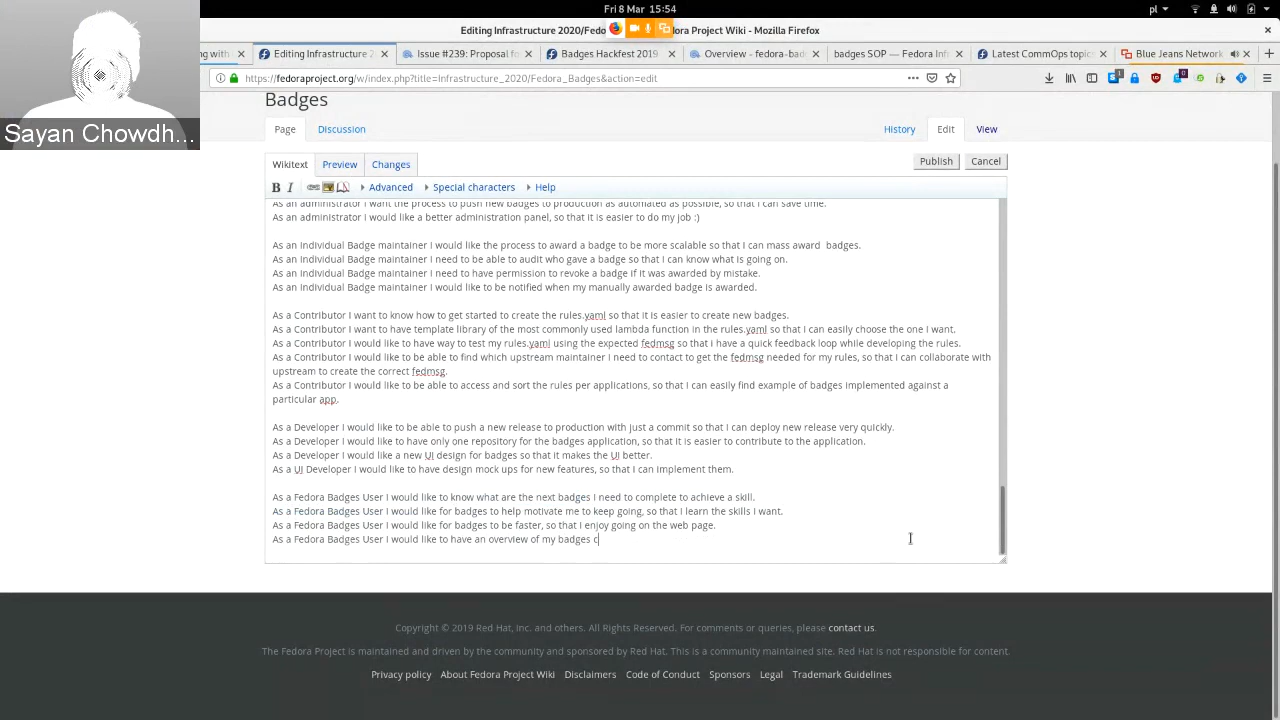 Fri 8 Mar 15:54
pl
Editing Infrastructure 2020/Fedo
ora Project Wiki - Mozilla Firefox
ng with
Editing Infrastructure 2
Issue #239: Proposal fo
Badges Hackfest 2019
Overview - fedora-bad
badges SOP — Fedora Inf
Latest CommOps topics
Blue Jeans Network
https://fedoraproject.org/w/index.php?title=Infrastructure_2020/Fedora_Badges&action=edit
Sayan Chowdh...
Badges
Page
Discussion
History
Edit
View
Wikitext
Preview
Changes
Publish
Cancel
B I
Advanced
Special characters
Help
As an administrator I want the process to push new badges to production as automated as possible, so that I can save time.
As an administrator I would like a better administration panel, so that it is easier to do my job :)
As an Individual Badge maintainer I would like the process to award a badge to be more scalable so that I can mass award  badges.
As an Individual Badge maintainer I need to be able to audit who gave a badge so that I can know what is going on.
As an Individual Badge maintainer I need to have permission to revoke a badge if it was awarded by mistake.
As an Individual Badge maintainer I would like to be notified when my manually awarded badge is awarded.
As a Contributor I want to know how to get started to create the rules.yaml so that it is easier to create new badges.
As a Contributor I want to have template library of the most commonly used lambda function in the rules.yaml so that I can easily choose the one I want.
As a Contributor I would like to have way to test my rules.yaml using the expected fedmsg so that i have a quick feedback loop while developing the rules.
As a Contributor I would like to be able to find which upstream maintainer I need to contact to get the fedmsg needed for my rules, so that I can collaborate with
upstream to create the correct fedmsg.
As a Contributor I would like to be able to access and sort the rules per applications, so that I can easily find example of badges implemented against a
particular app.
As a Developer I would like to be able to push a new release to production with just a commit so that I can deploy new release very quickly.
As a Developer I would like to have only one repository for the badges application, so that it is easier to contribute to the application.
As a Developer I would like a new UI design for badges so that it makes the UI better.
As a UI Developer I would like to have design mock ups for new features, so that I can implement them.
As a Fedora Badges User I would like to know what are the next badges I need to complete to achieve a skill.
As a Fedora Badges User I would like for badges to help motivate me to keep going, so that I learn the skills I want.
As a Fedora Badges User I would like for badges to be faster, so that I enjoy going on the web page.
As a Fedora Badges User I would like to have an overview of my badges c
Copyright © 2019 Red Hat, Inc. and others. All Rights Reserved. For comments or queries, please contact us.
The Fedora Project is maintained and driven by the community and sponsored by Red Hat. This is a community maintained site. Red Hat is not responsible for content.
Privacy policy
About Fedora Project Wiki
Disclaimers
Code of Conduct
Sponsors
Legal
Trademark Guidelines